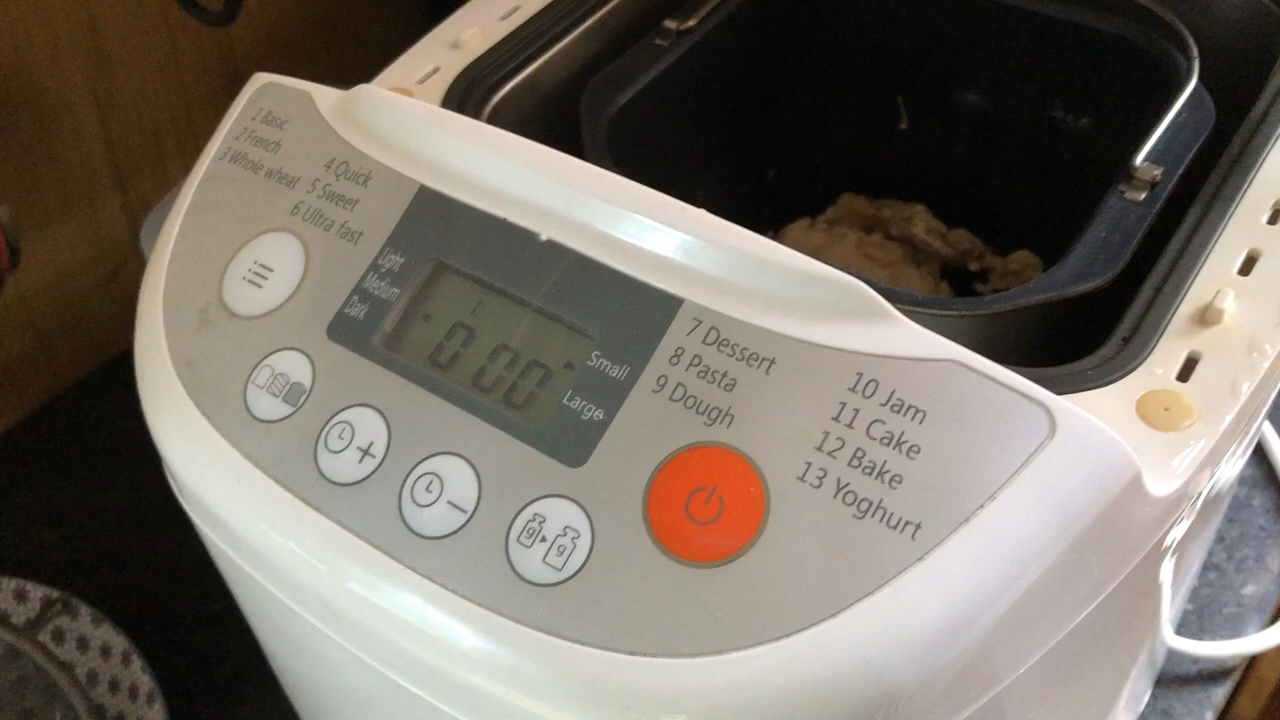 1 Basic
2 French
3 Whole wheat
4 Quick
5 Sweet
6 Ultra fast
Light
Medium
Dark
1
0 00
Small
Large
7 Dessert
8 Pasta
9 Dough
10 Jam
11 Cake
12 Bake
13 Yoghurt
g g